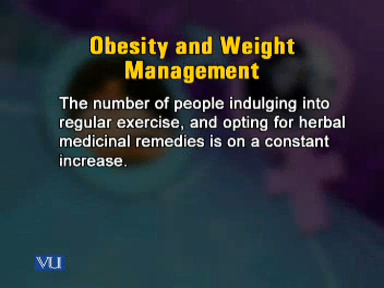 Obesity and Weight
Management
The number of people indulging into
regular exercise, and opting for herbal
medicinal remedies is on a constant
increase.
VU